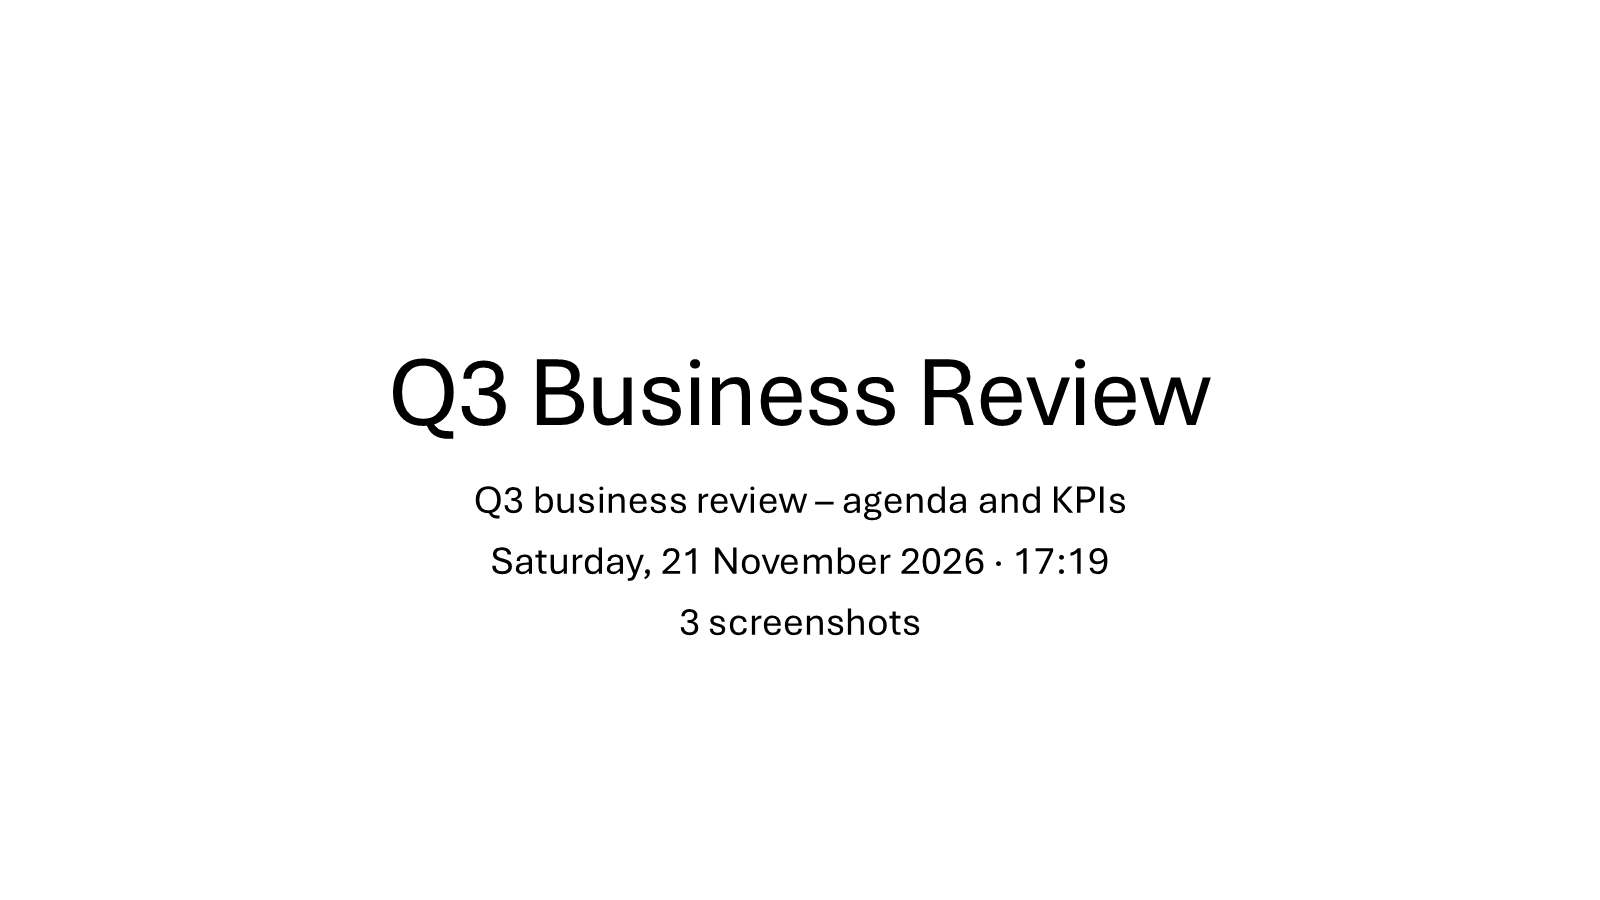 Q3 Business Review
Q3 business review – agenda and KPIs
Saturday, 21 November 2026 · 17:19
3 screenshots